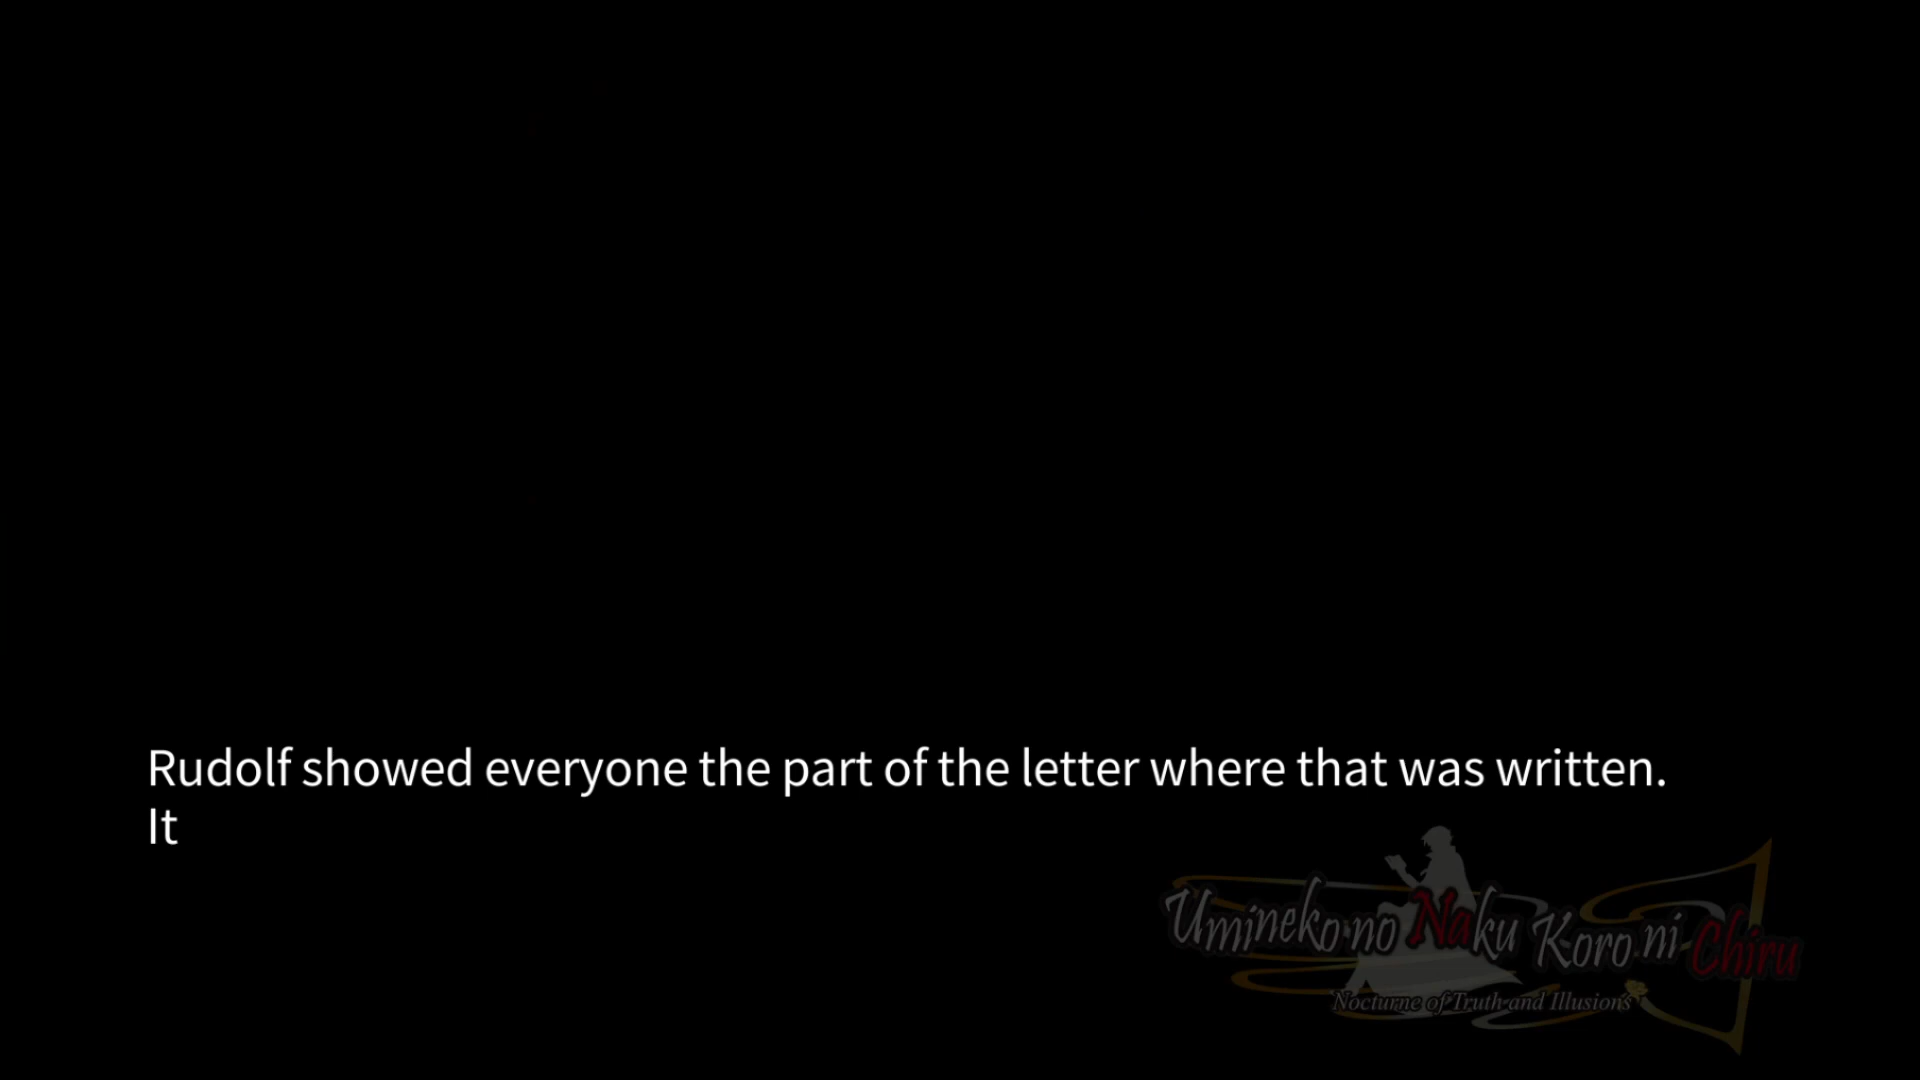 Rudolf showed everyone the part of the letter where that was written.
It
Umineko no Naku Koro ni Chiru
Nocturne of Truth and Illusions